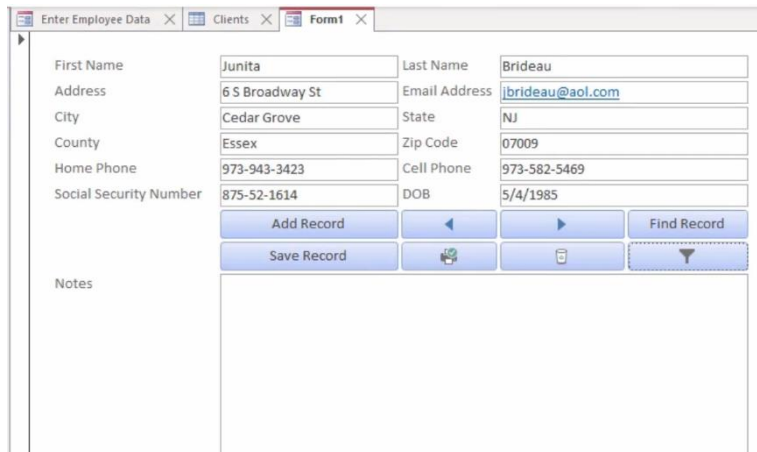 Enter Employee Data Clients Form1
First Name Junita Last Name Brideau
Address 6 S Broadway St Email Address jbrideau@aol.com
City Cedar Grove State NJ
County Essex Zip Code 07009
Home Phone 973-943-3423 Cell Phone 973-582-5469
Social Security Number 875-52-1614 DOB 5/4/1985
Add Record Find Record
Save Record
Notes